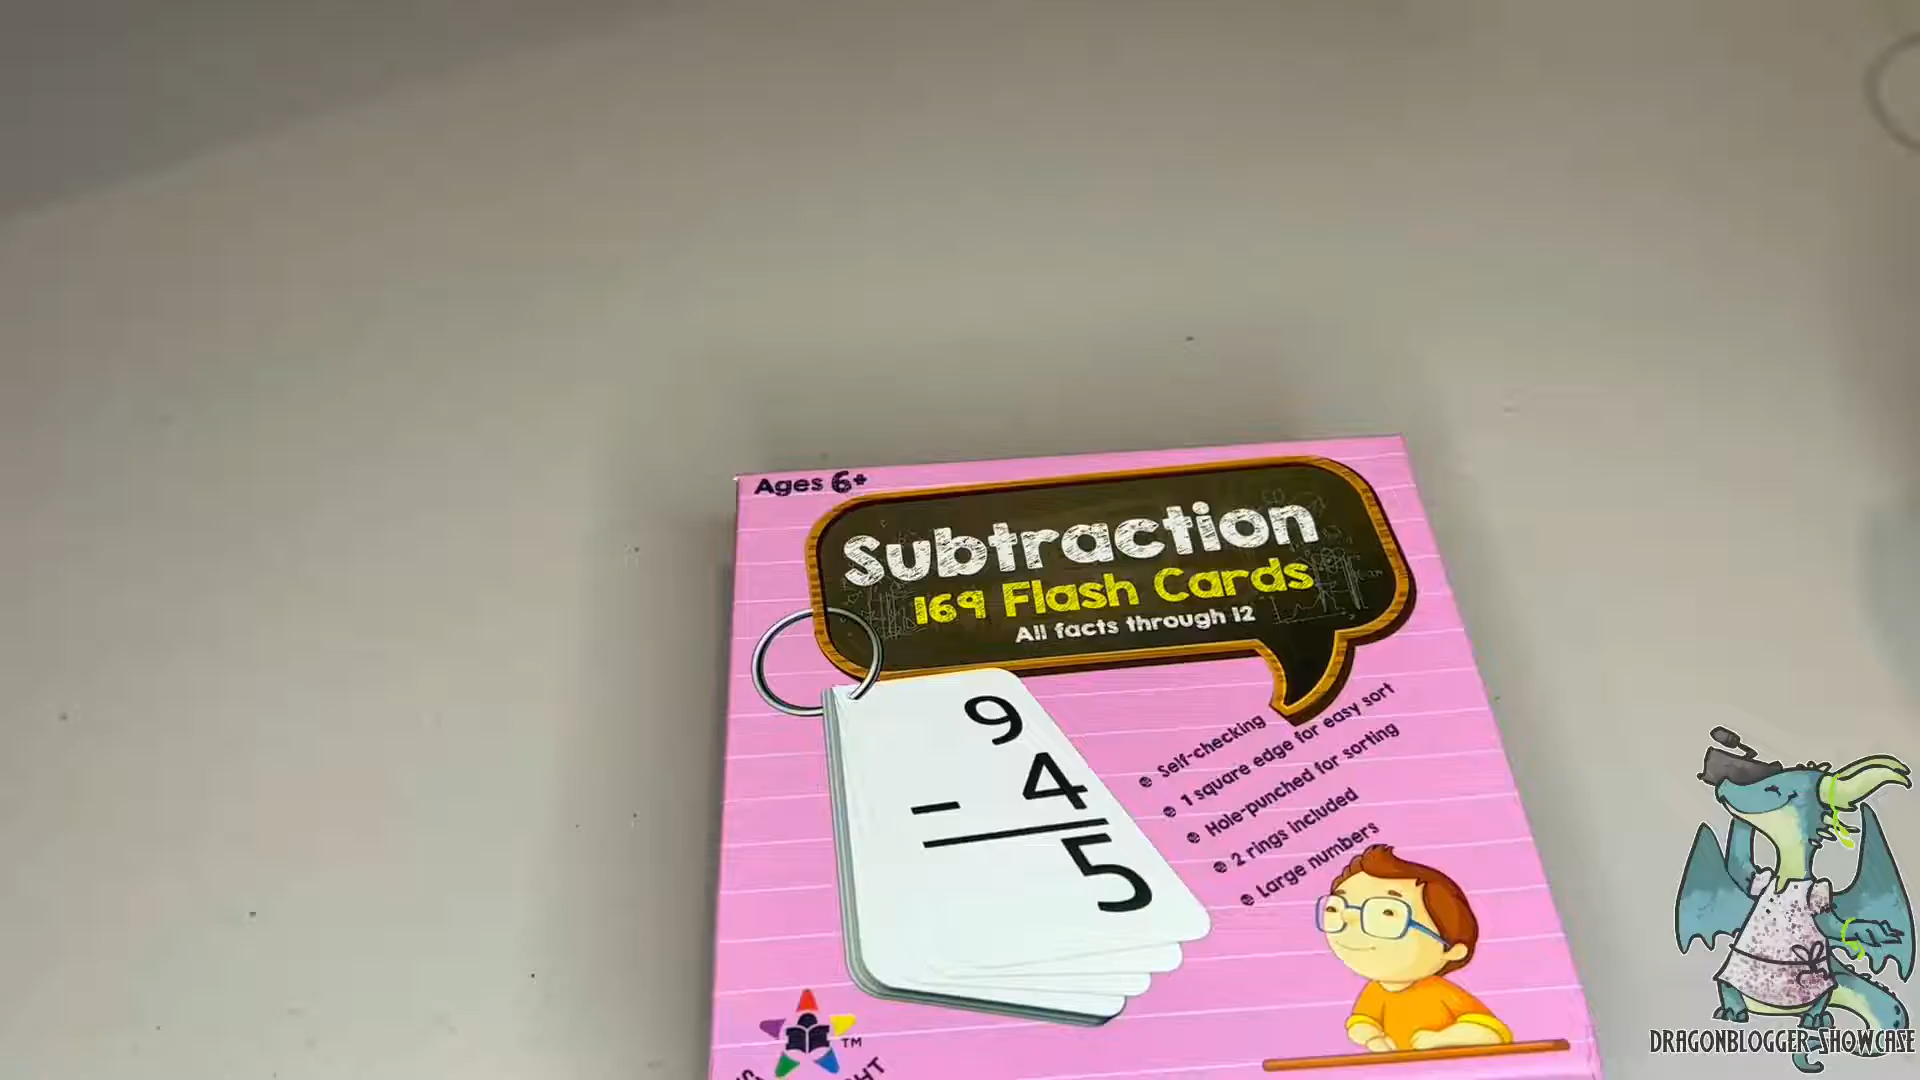 Ages 6+
Subtraction
169 Flash Cards
All facts through 12
9
- 4
5
Self-checking
1 square edge for easy sort
Hole-punched for sorting
2 rings included
Large numbers
TM
DRAGONBLOGGER SHOWCASE